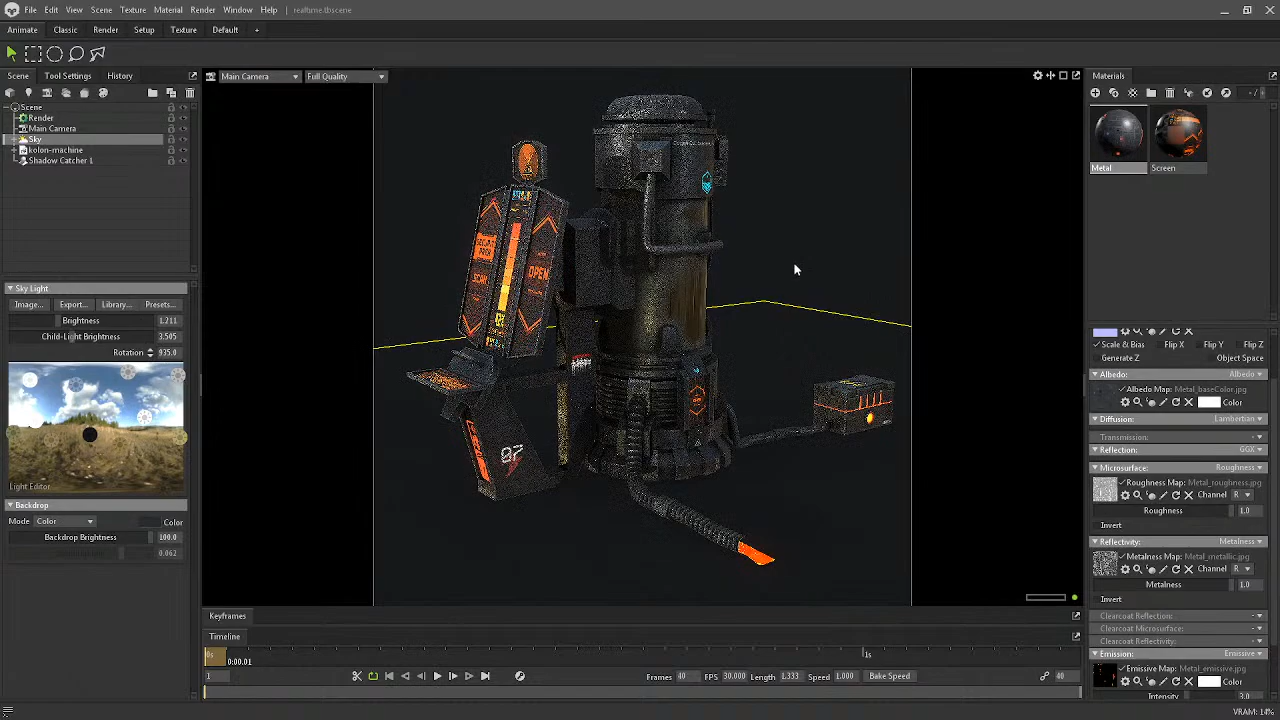 File Edit View Scene Texture Material Render Window Help realtime.tbscene
Animate Classic Render Setup Texture Default +
Scene Tool Settings History
Main Camera Full Quality
Materials
Scene
Render
Main Camera
Sky
kolon-machine
Shadow Catcher 1
Metal Screen
Sky Light
Image... Export... Library... Presets...
Brightness 1.211
Child-Light Brightness 3.505
Rotation 935.0
Light Editor
Backdrop
Mode Color Color
Backdrop Brightness 100.0
0.062
SCAN
OPEN
Scale & Bias Flip X Flip Y Flip Z
Generate Z Object Space
Albedo: Albedo
Albedo Map: Metal_baseColor.jpg
Color
Diffusion: Lambertian
Transmission:
Reflection: GGX
Microsurface: Roughness
Roughness Map: Metal_roughness.jpg
Channel R
Roughness 1.0
Invert
Reflectivity: Metalness
Metalness Map: Metal_metallic.jpg
Channel R
Metalness 1.0
Invert
Clearcoat Reflection:
Clearcoat Microsurface:
Clearcoat Reflectivity:
Emission: Emissive
Emissive Map: Metal_emissive.jpg
Color
Intensity 3.0
Keyframes
Timeline
0s 0:00.01 1s
1 Frames 40 FPS 30.000 Length 1.333 Speed 1.000 Bake Speed 40
VRAM: 14%